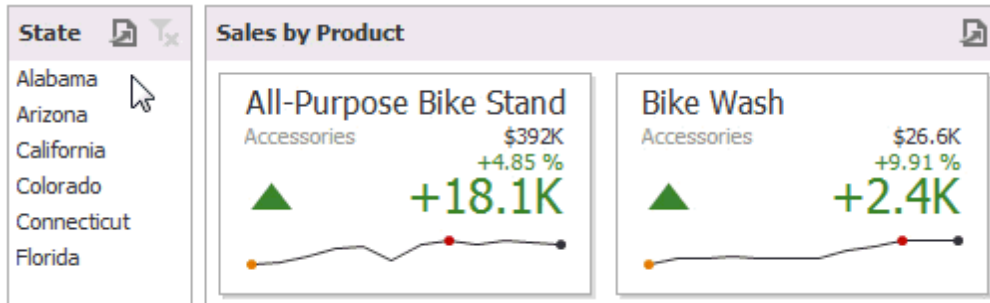 State
Alabama
Arizona
California
Colorado
Connecticut
Florida
Sales by Product
All-Purpose Bike Stand
Accessories $392K
+4.85 %
+18.1K
Bike Wash
Accessories $26.6K
+9.91 %
+2.4K